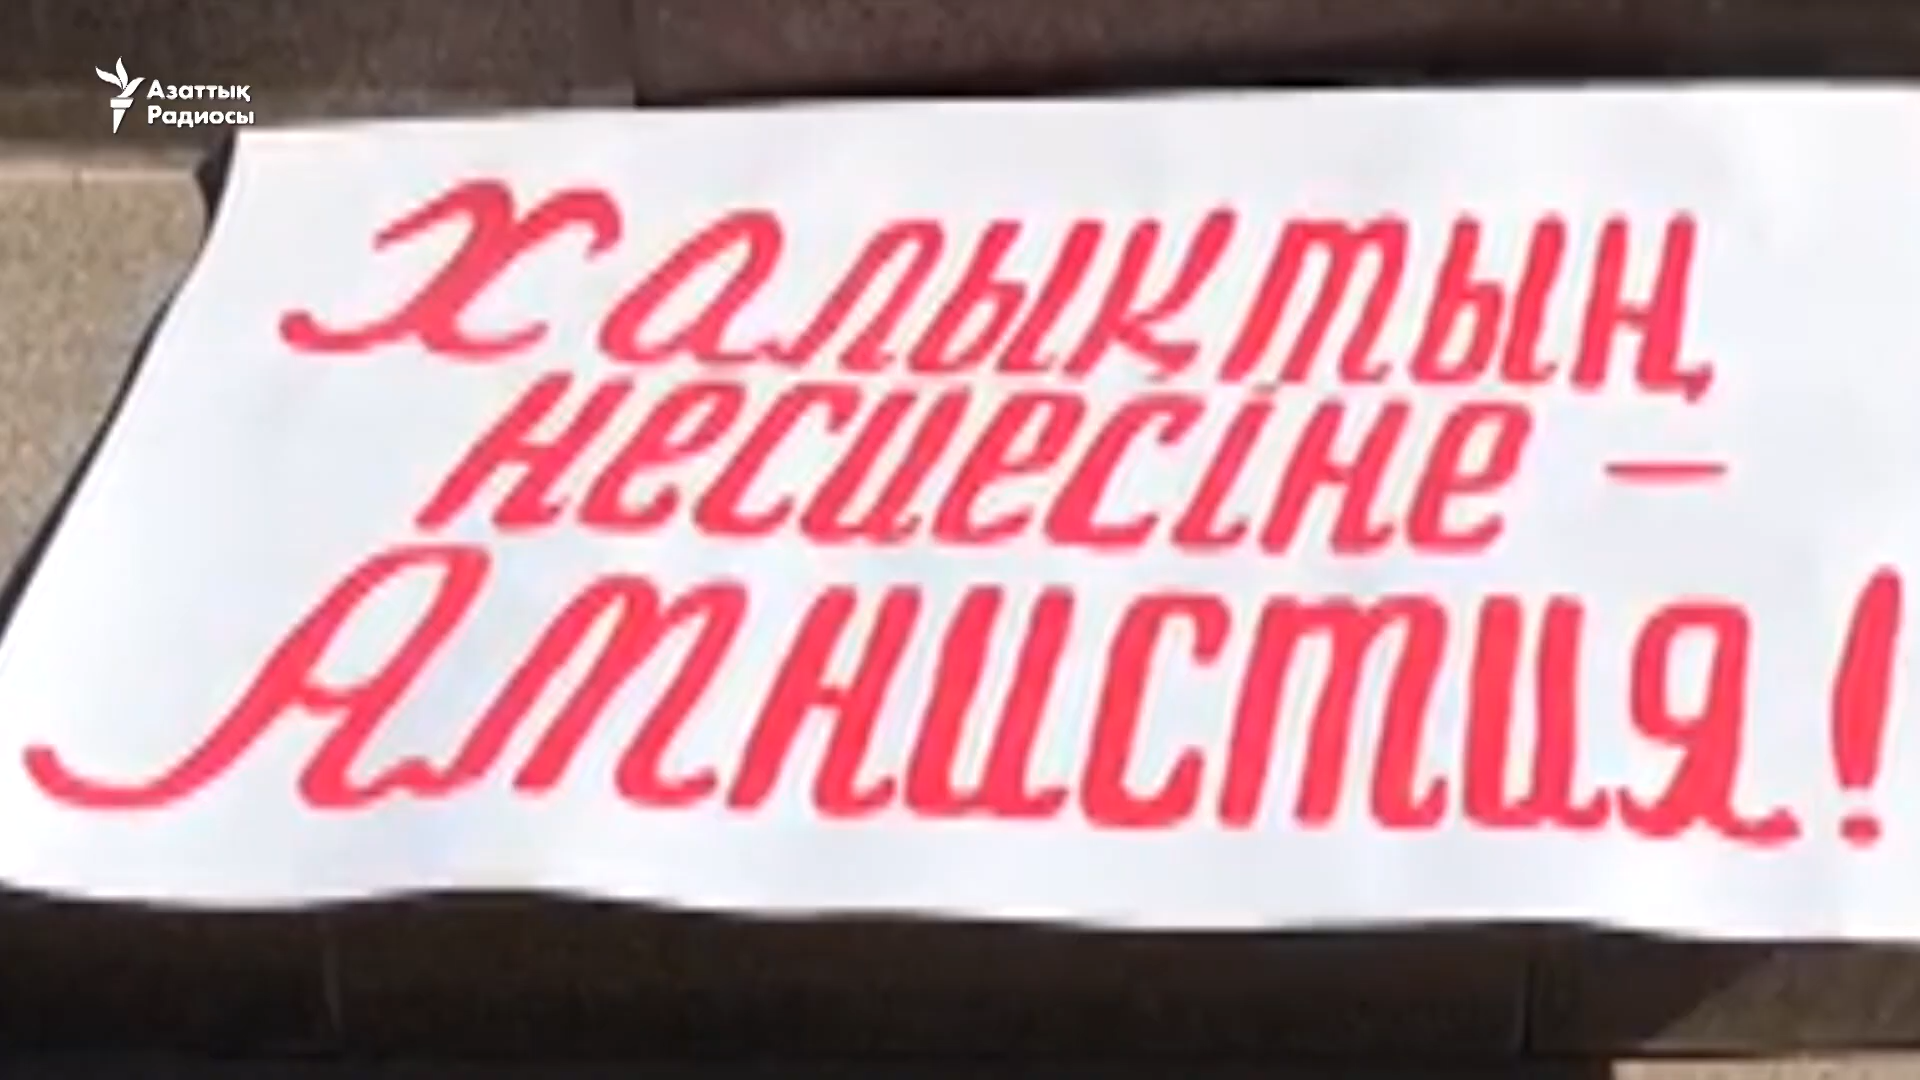 Азаттық
Радиосы
Халықтың
несиесіне –
Амнистия!